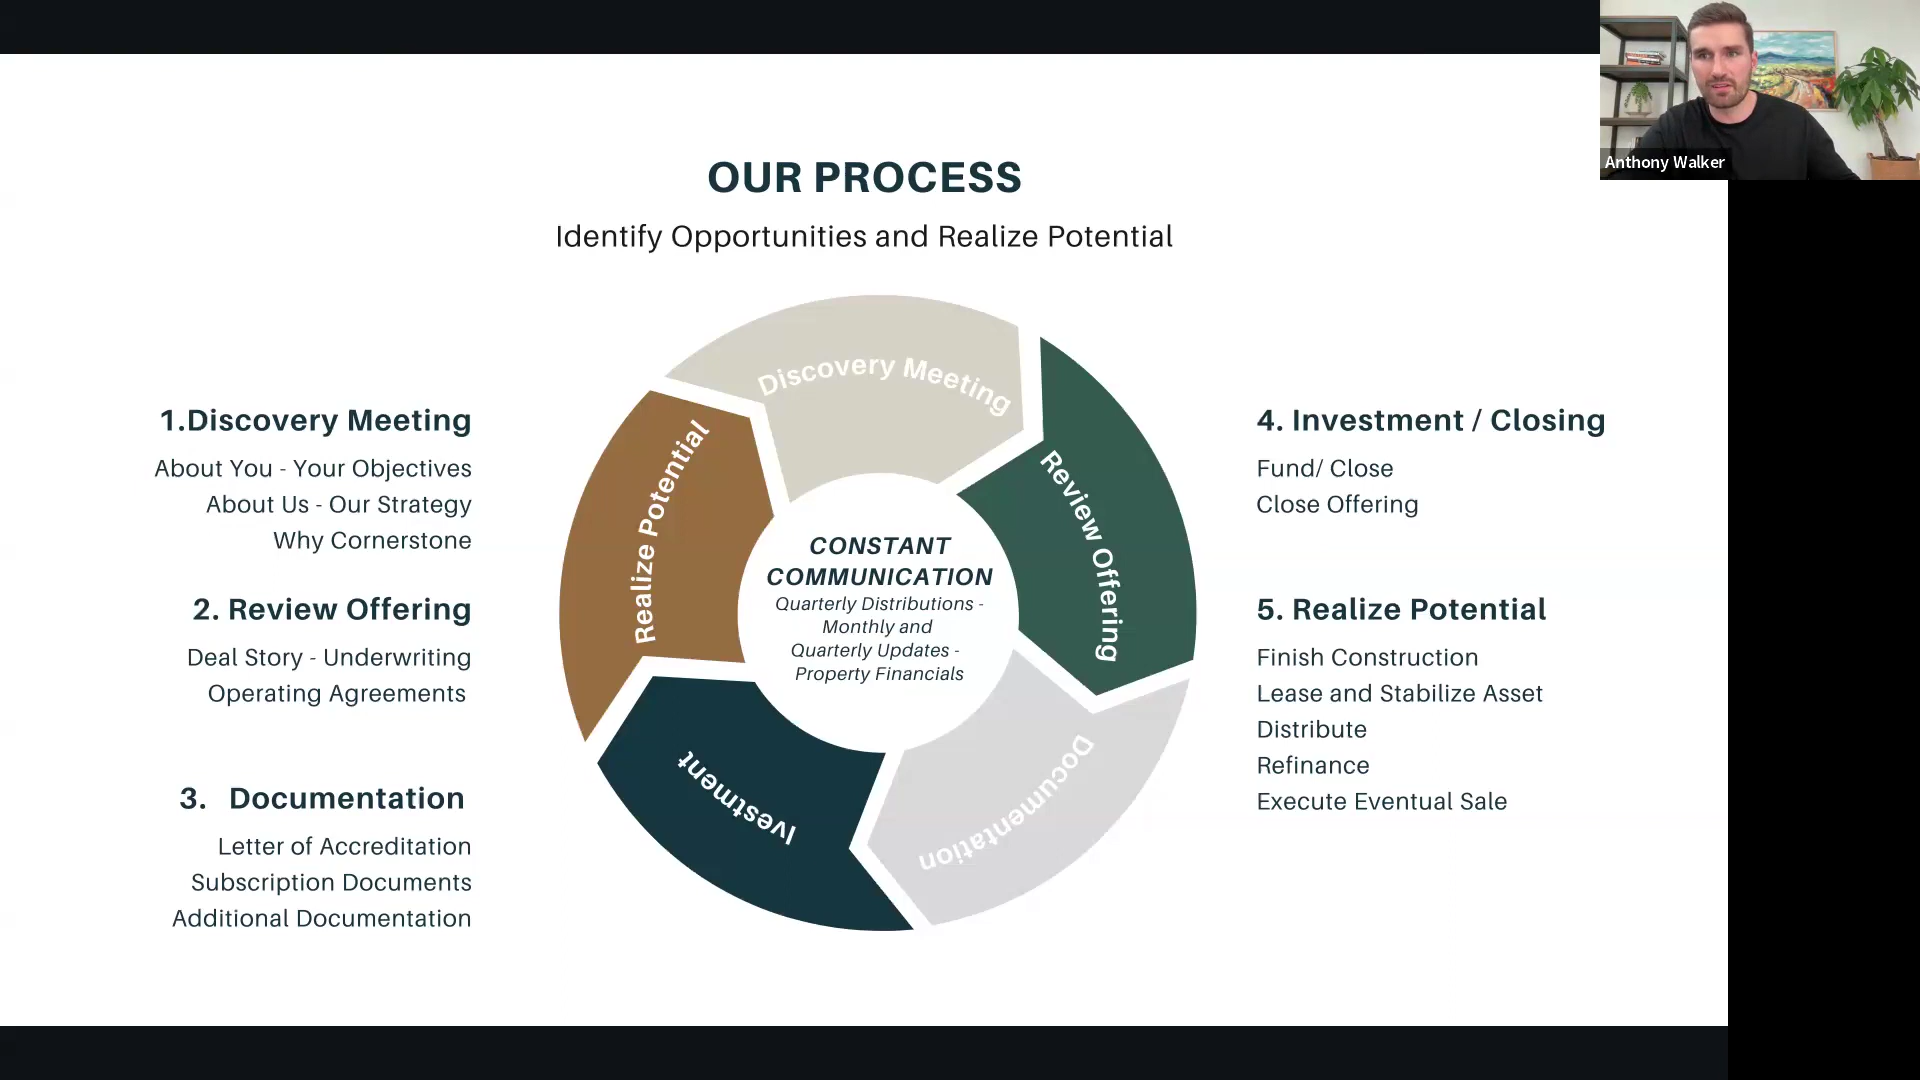 Anthony Walker
OUR PROCESS
Identify Opportunities and Realize Potential
1.Discovery Meeting
About You - Your Objectives
About Us - Our Strategy
Why Cornerstone
2. Review Offering
Deal Story - Underwriting
Operating Agreements
3. Documentation
Letter of Accreditation
Subscription Documents
Additional Documentation
Discovery Meeting
Review Offering
Documentation
Ivestment
Realize Potential
CONSTANT
COMMUNICATION
Quarterly Distributions -
Monthly and
Quarterly Updates -
Property Financials
4. Investment / Closing
Fund/ Close
Close Offering
5. Realize Potential
Finish Construction
Lease and Stabilize Asset
Distribute
Refinance
Execute Eventual Sale